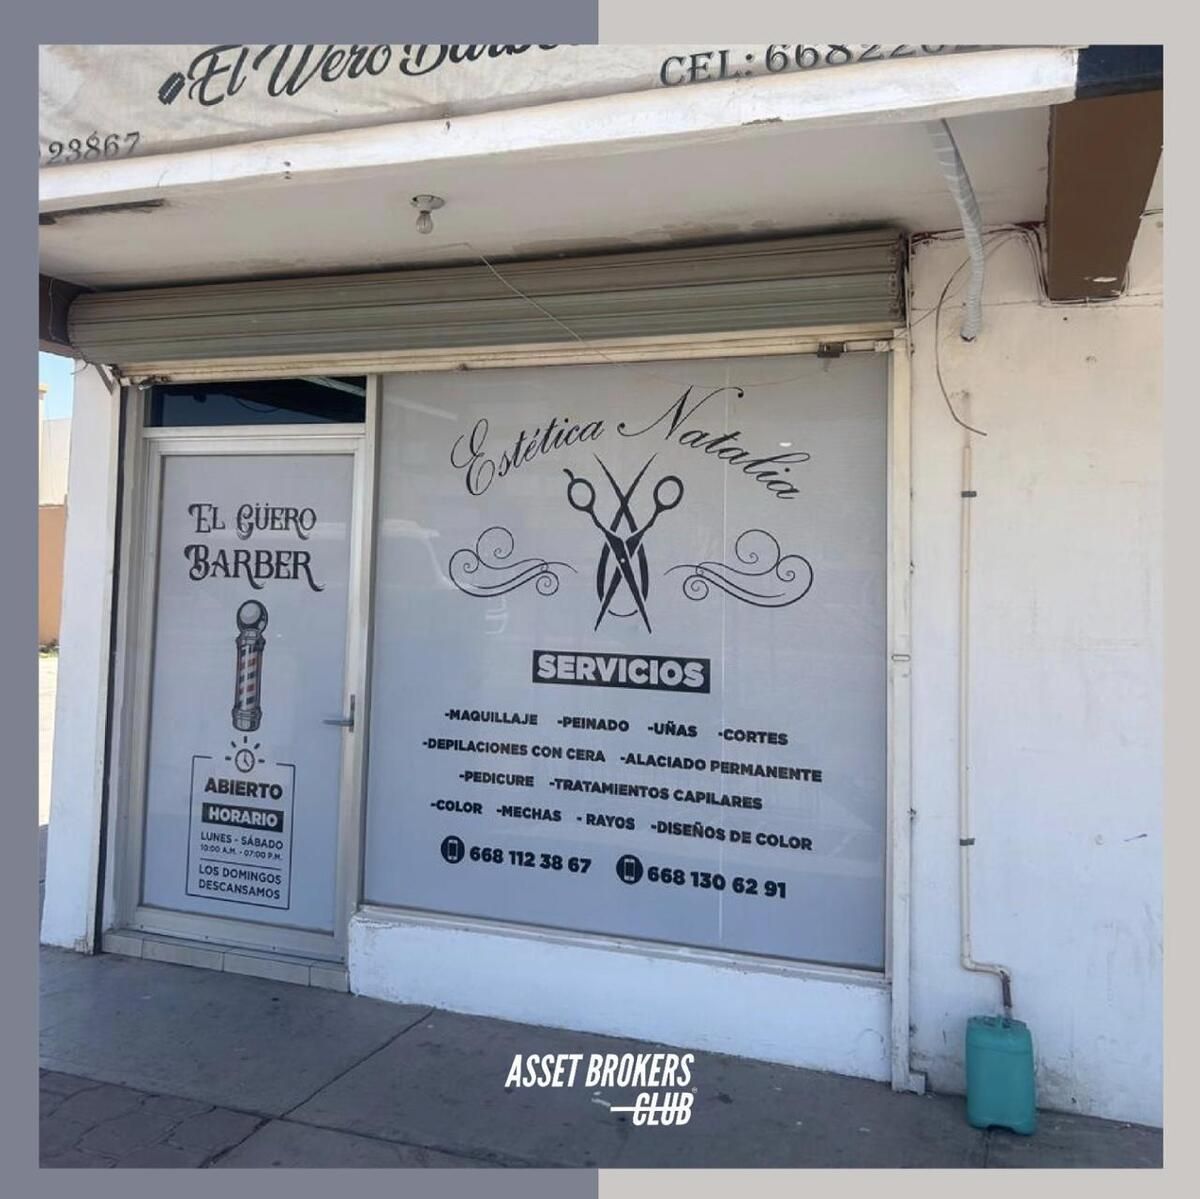 El Wero
CEL:
23867
Estética Natalia
EL GÜERO
BARBER
SERVICIOS
-MAQUILLAJE -PEINADO -UÑAS -CORTES
-DEPILACIONES CON CERA -ALACIADO PERMANENTE
-PEDICURE -TRATAMIENTOS CAPILARES
-COLOR -MECHAS - RAYOS -DISEÑOS DE COLOR
668 112 38 67 668 130 62 91
ABIERTO
HORARIO
LUNES - SÁBADO
10:00 A.M. - 07:00 P.M.
LOS DOMINGOS
DESCANSAMOS
ASSET BROKERS
CLUB